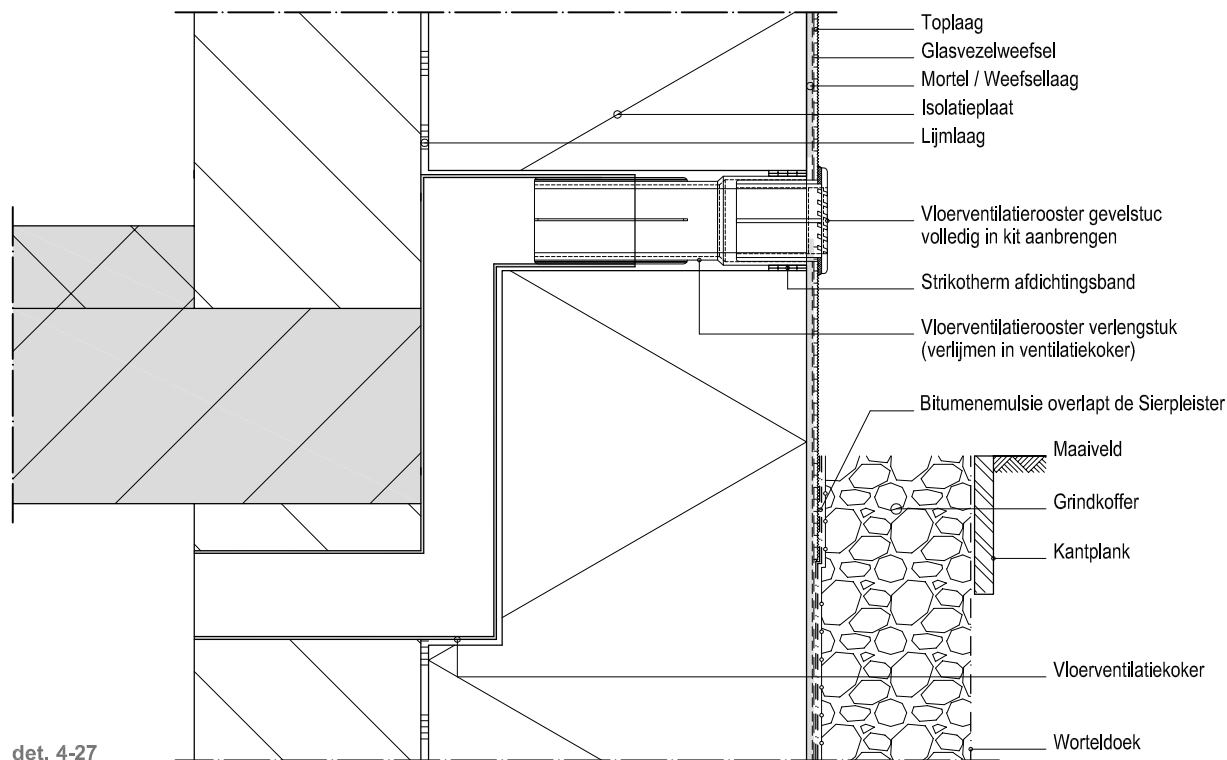 Toplaag
Glasvezelweefsel
Mortel / Weefsellaag
Isolatieplaat
Lijmlaag
Vloerventilatierooster gevelstuc
volledig in kit aanbrengen
Strikotherm afdichtingsband
Vloerventilatierooster verlengstuk
(verlijmen in ventilatiekoker)
Bitumenemulsie overlapt de Sierpleister
Maaiveld
Grindkoffer
Kantplank
Vloerventilatiekoker
Worteldoek
det. 4-27